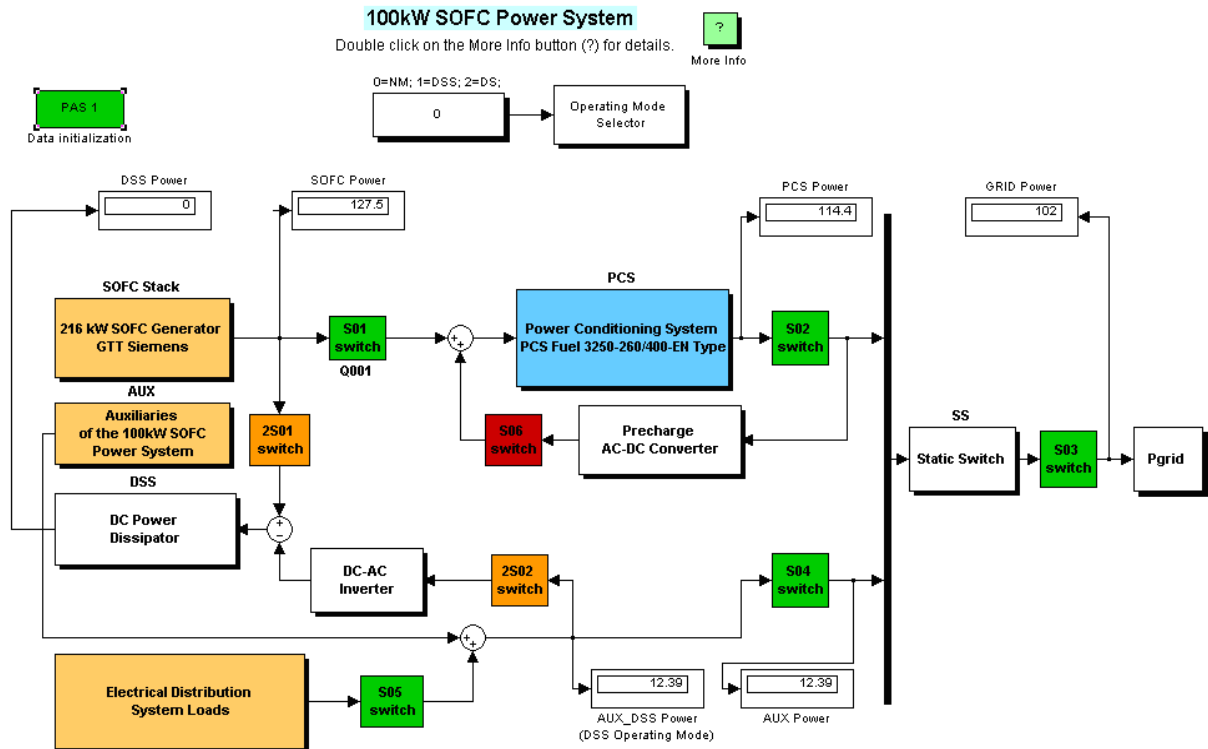 100kW SOFC Power System
Double click on the More Info button (?) for details.
?
More Info
0=NM; 1=DSS; 2=DS;
0
Operating Mode
Selector
PAS 1
Data initialization
DSS Power
0
SOFC Power
127.5
PCS Power
114.4
GRID Power
102
SOFC Stack
216 kW SOFC Generator
GTT Siemens
S01
switch
Q001
+
+
PCS
Power Conditioning System
PCS Fuel 3250-260/400-EN Type
S02
switch
AUX
Auxiliaries
of the 100kW SOFC
Power System
2S01
switch
S06
switch
Precharge
AC-DC Converter
SS
Static Switch
S03
switch
Pgrid
DSS
DC Power
Dissipator
+
−
DC-AC
Inverter
2S02
switch
S04
switch
+
+
Electrical Distribution
System Loads
S05
switch
12.39
AUX_DSS Power
(DSS Operating Mode)
12.39
AUX Power